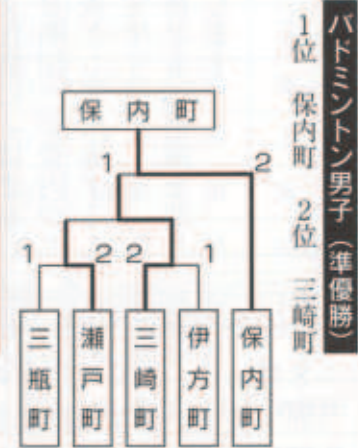 バドミントン男子（準優勝）
1位　保内町　2位　三崎町
保内町
1 2
1 2 2 1
三瓶町
瀬戸町
三崎町
伊方町
保内町